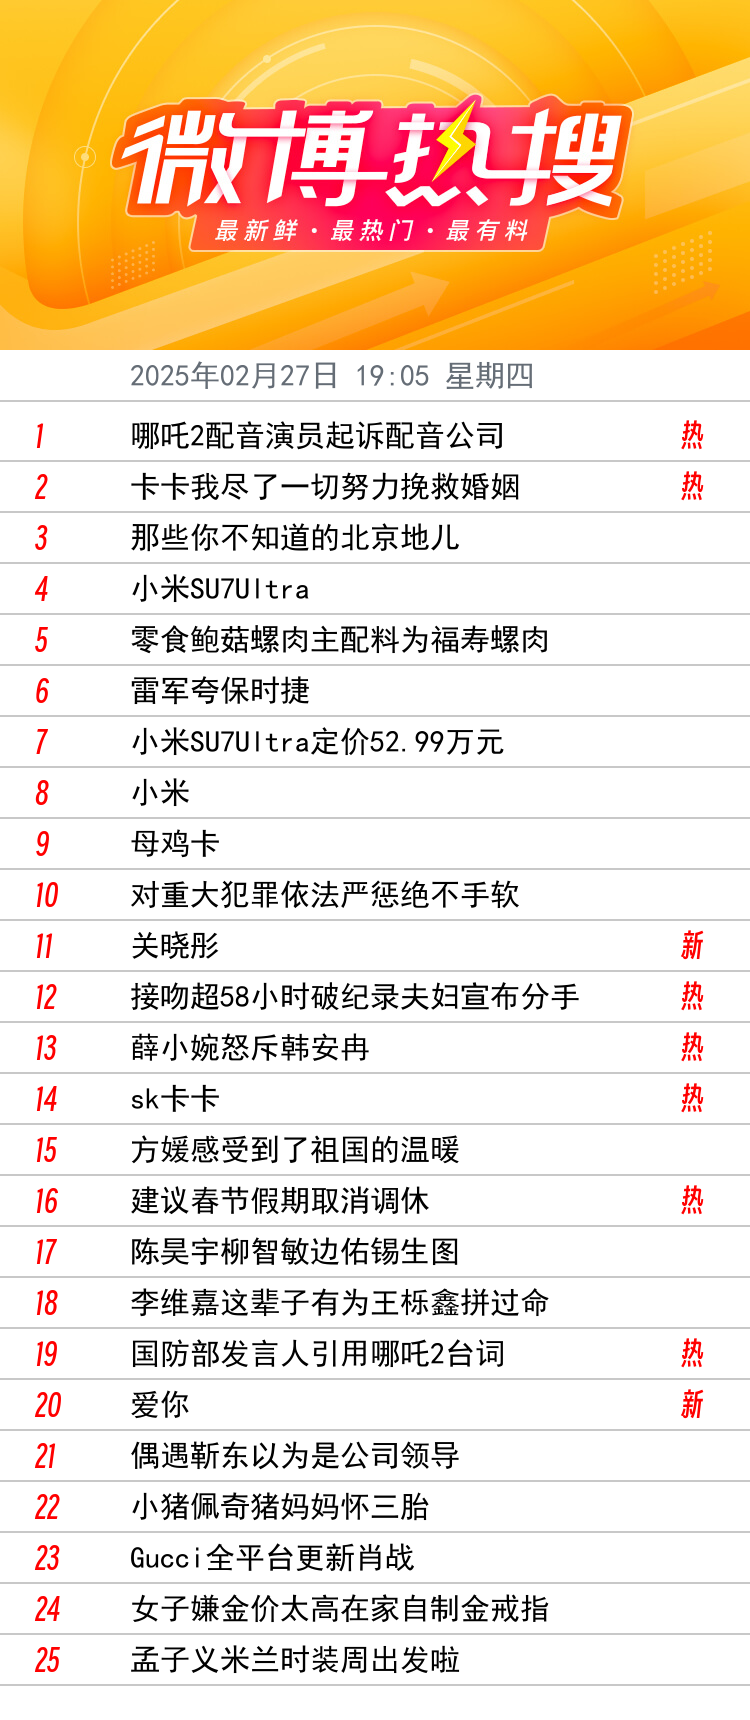 微博热搜
最新鲜·最热门·最有料
2025年02月27日 19:05 星期四
1 哪吒2配音演员起诉配音公司 热
2 卡卡我尽了一切努力挽救婚姻 热
3 那些你不知道的北京地儿
4 小米SU7Ultra
5 零食鲍菇螺肉主配料为福寿螺肉
6 雷军夸保时捷
7 小米SU7Ultra定价52.99万元
8 小米
9 母鸡卡
10 对重大犯罪依法严惩绝不手软
11 关晓彤 新
12 接吻超58小时破纪录夫妇宣布分手 热
13 薛小婉怒斥韩安冉 热
14 sk卡卡 热
15 方媛感受到了祖国的温暖
16 建议春节假期取消调休 热
17 陈昊宇柳智敏边佑锡生图
18 李维嘉这辈子有为王栎鑫拼过命
19 国防部发言人引用哪吒2台词 热
20 爱你 新
21 偶遇靳东以为是公司领导
22 小猪佩奇猪妈妈怀三胎
23 Gucci全平台更新肖战
24 女子嫌金价太高在家自制金戒指
25 孟子义米兰时装周出发啦